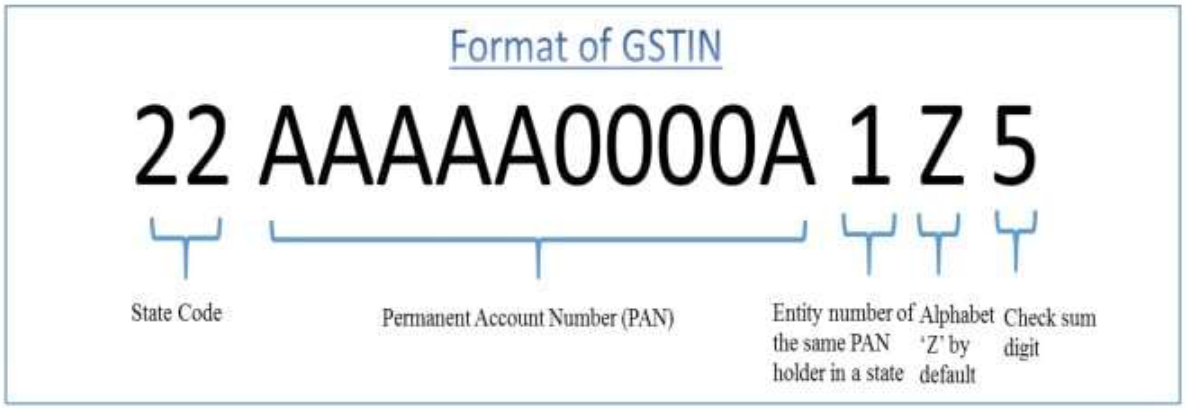 Format of GSTIN
22 AAAAA0000A 1 Z 5
State Code
Permanent Account Number (PAN)
Entity number of
the same PAN
holder in a state
Alphabet
‘Z’ by
default
Check sum
digit